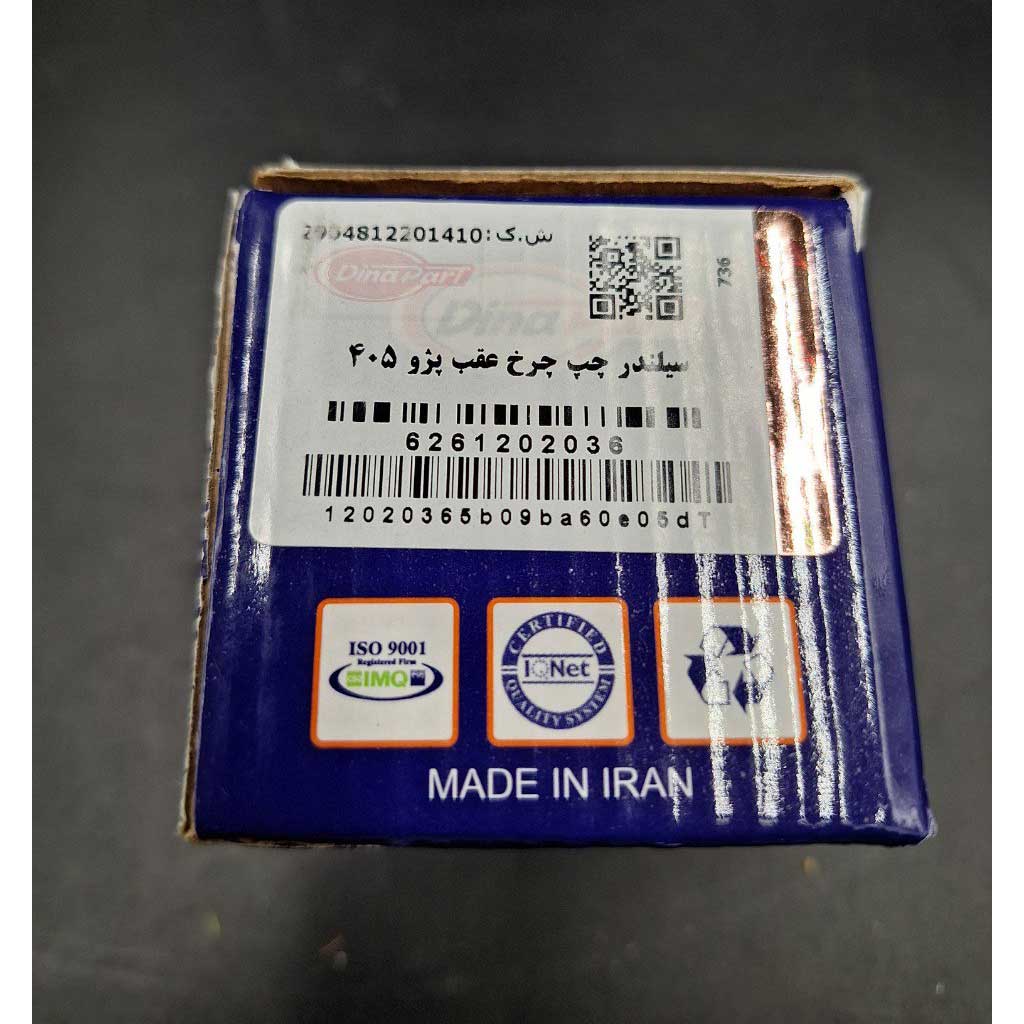 ش.ک:2904812201410
736
Dina Part
Dina
سیلندر چپ چرخ عقب پژو ۴۰۵
6261202036
12020365b09ba60e05dT
ISO 9001
Registered Firm
IMQ
CERTIFIED
IQNet
QUALITY SYSTEM
MADE IN IRAN